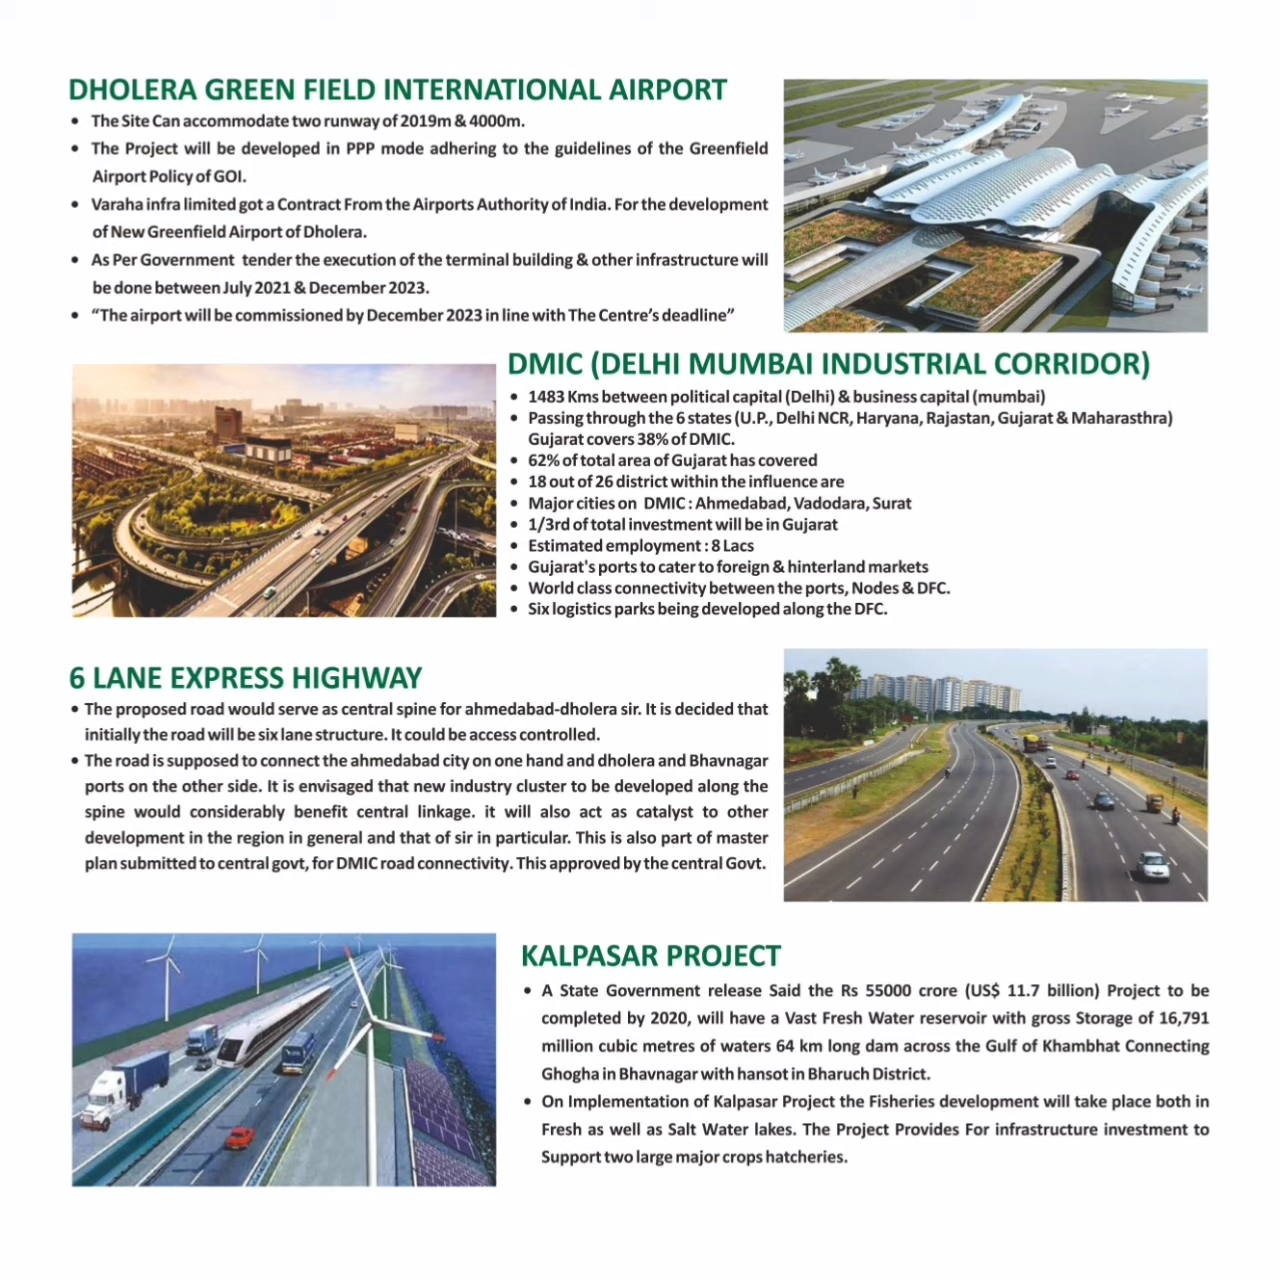 DHOLERA GREEN FIELD INTERNATIONAL AIRPORT
• The Site Can accommodate two runway of 2019m & 4000m.
• The Project will be developed in PPP mode adhering to the guidelines of the Greenfield
Airport Policy of GOI.
• Varaha infra limited got a Contract From the Airports Authority of India. For the development
of New Greenfield Airport of Dholera.
• As Per Government tender the execution of the terminal building & other infrastructure will
be done between July 2021 & December 2023.
• “The airport will be commissioned by December 2023 in line with The Centre’s deadline”
DMIC (DELHI MUMBAI INDUSTRIAL CORRIDOR)
• 1483 Kms between political capital (Delhi) & business capital (mumbai)
• Passing through the 6 states (U.P., Delhi NCR, Haryana, Rajastan, Gujarat & Maharasthra)
Gujarat covers 38% of DMIC.
• 62% of total area of Gujarat has covered
• 18 out of 26 district within the influence are
• Major cities on DMIC : Ahmedabad, Vadodara, Surat
• 1/3rd of total investment will be in Gujarat
• Estimated employment : 8 Lacs
• Gujarat's ports to cater to foreign & hinterland markets
• World class connectivity between the ports, Nodes & DFC.
• Six logistics parks being developed along the DFC.
6 LANE EXPRESS HIGHWAY
• The proposed road would serve as central spine for ahmedabad-dholera sir. It is decided that
initially the road will be six lane structure. It could be access controlled.
• The road is supposed to connect the ahmedabad city on one hand and dholera and Bhavnagar
ports on the other side. It is envisaged that new industry cluster to be developed along the
spine would considerably benefit central linkage. it will also act as catalyst to other
development in the region in general and that of sir in particular. This is also part of master
plan submitted to central govt, for DMIC road connectivity. This approved by the central Govt.
KALPASAR PROJECT
• A State Government release Said the Rs 55000 crore (US$ 11.7 billion) Project to be
completed by 2020, will have a Vast Fresh Water reservoir with gross Storage of 16,791
million cubic metres of waters 64 km long dam across the Gulf of Khambhat Connecting
Ghogha in Bhavnagar with hansot in Bharuch District.
• On Implementation of Kalpasar Project the Fisheries development will take place both in
Fresh as well as Salt Water lakes. The Project Provides For infrastructure investment to
Support two large major crops hatcheries.